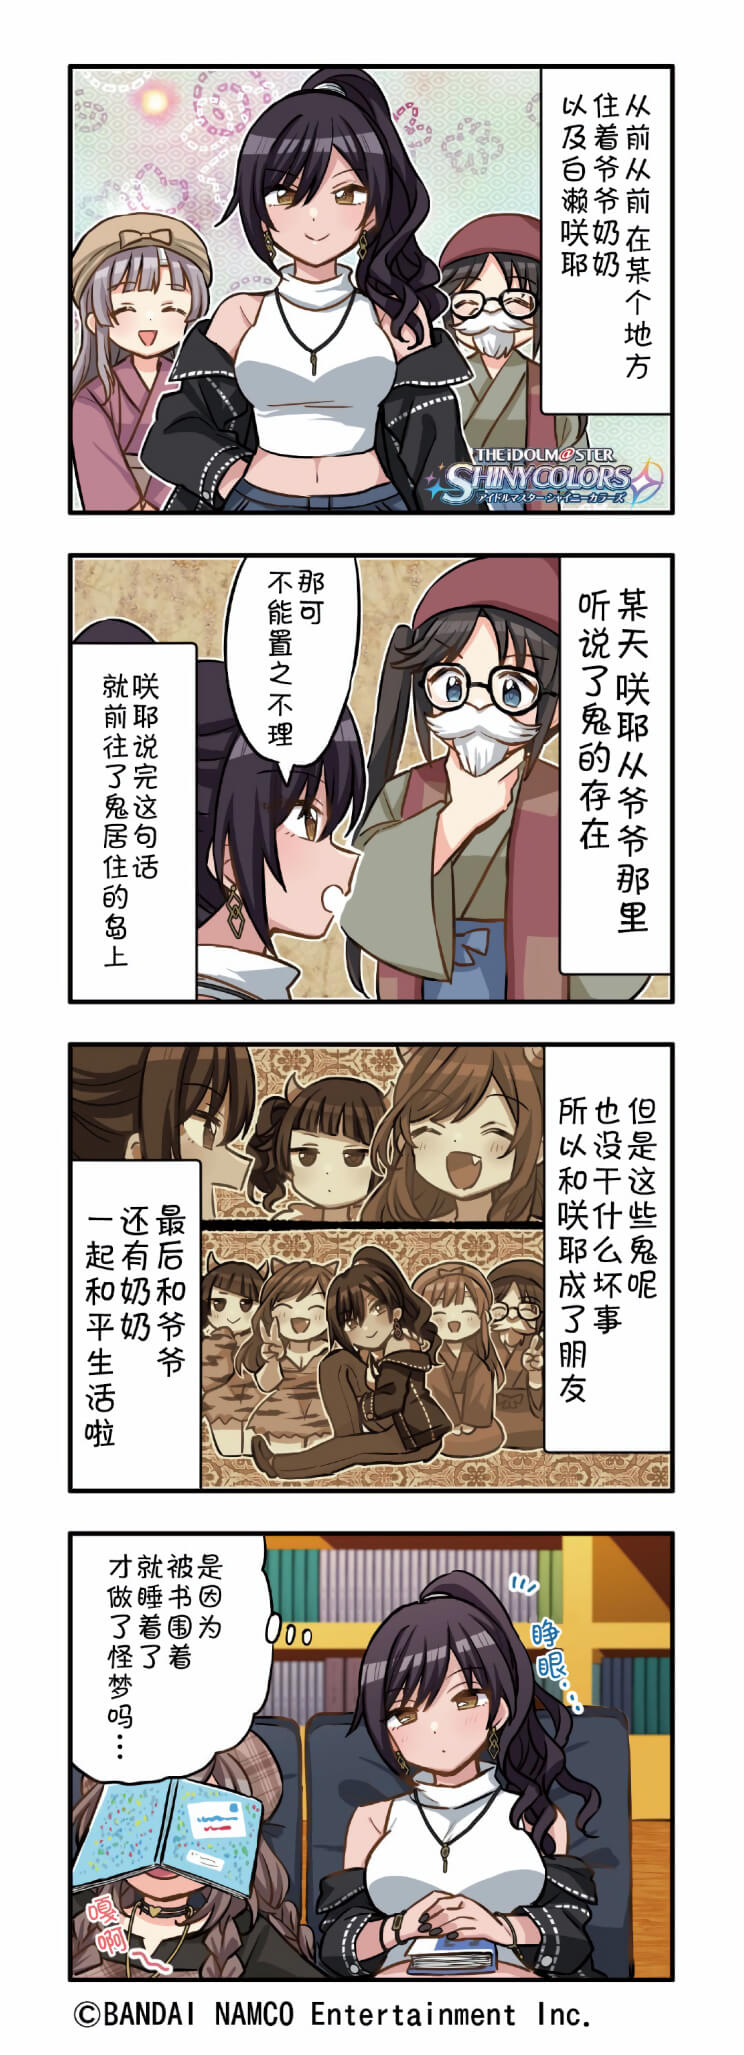 从前从前 在某个地方
住着爷爷奶奶
以及白濑咲耶
THE iDOLM@STER
SHINY COLORS
アイドルマスター シャイニーカラーズ
某天 咲耶从爷爷那里
听说了鬼的存在
那可
不能置之不理
咲耶说完这句话
就前往了鬼居住的岛上
但是这些鬼呢
也没干什么坏事
所以和咲耶成了朋友
最后和爷爷
还有奶奶
一起和平生活啦
睁
眼...
是因为
被书围着
就睡着了
才做了怪梦吗…
嘎
啊~
©BANDAI NAMCO Entertainment Inc.